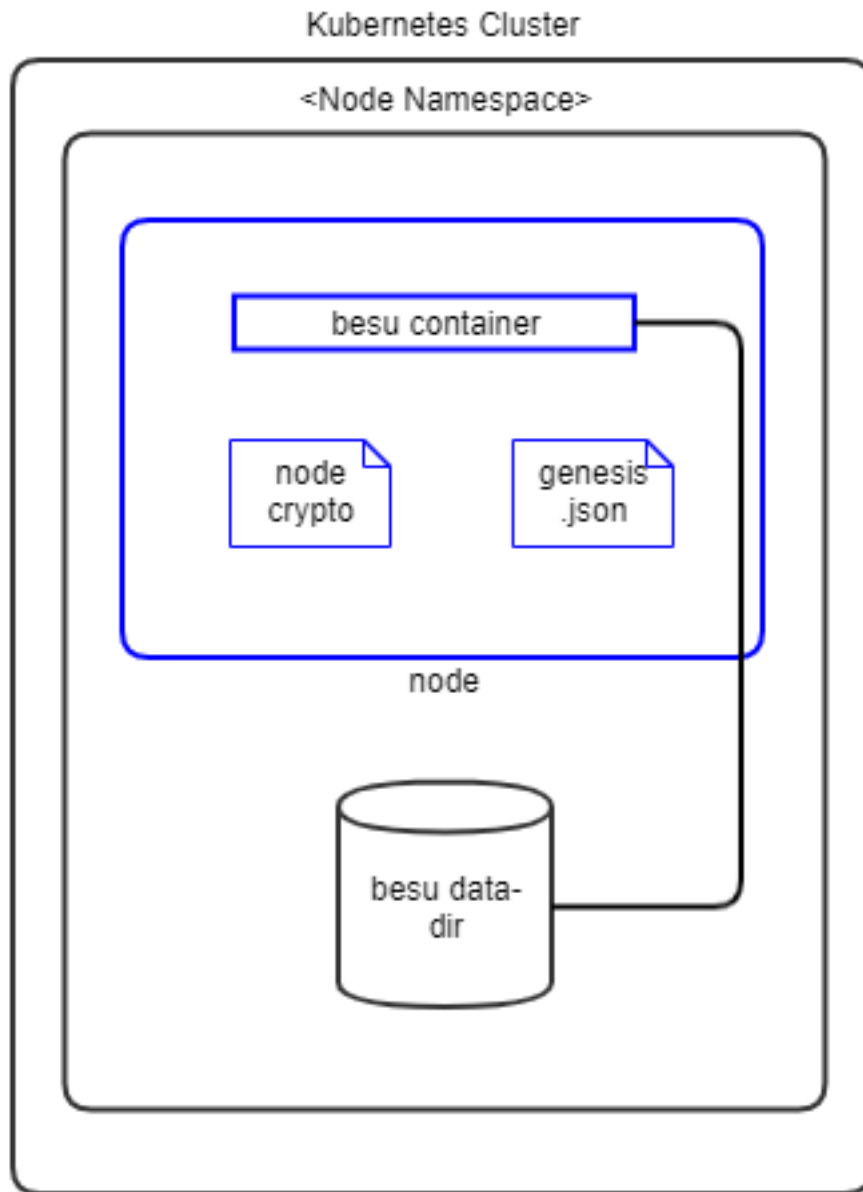 Kubernetes Cluster
<Node Namespace>
besu container
node
crypto
genesis
.json
node
besu data-
dir